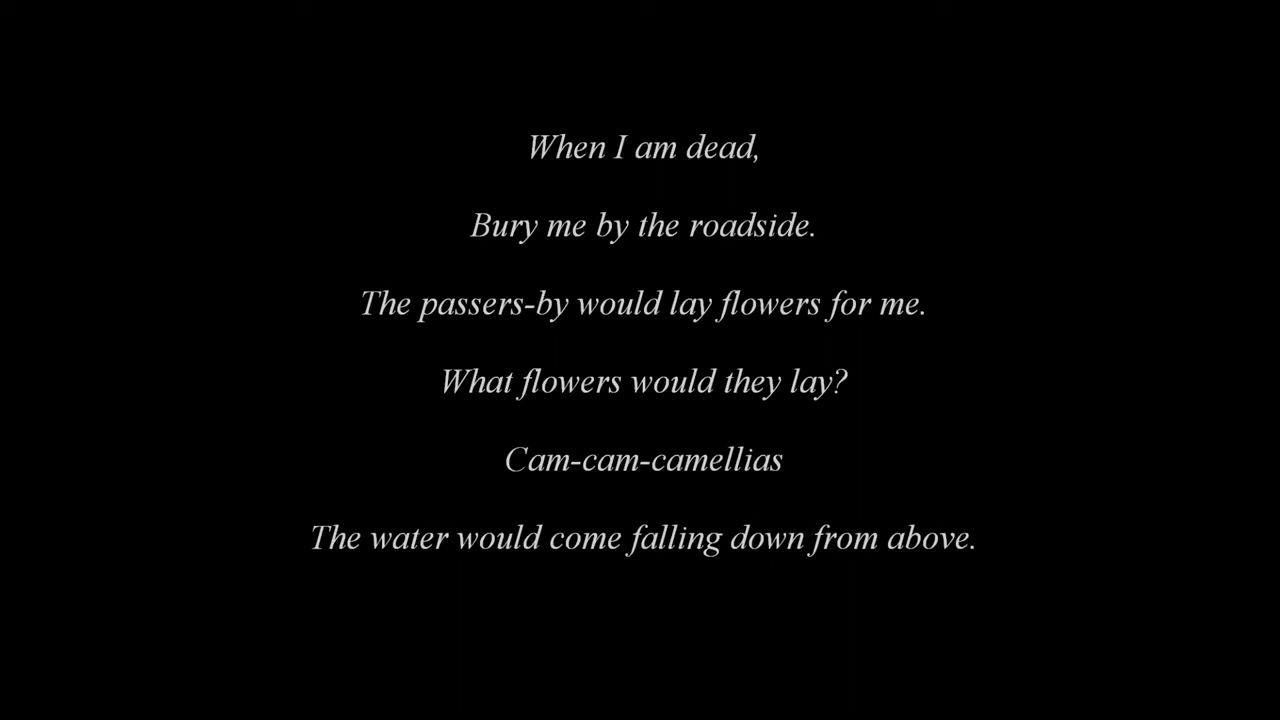 When I am dead,
Bury me by the roadside.
The passers-by would lay flowers for me.
What flowers would they lay?
Cam-cam-camellias
The water would come falling down from above.